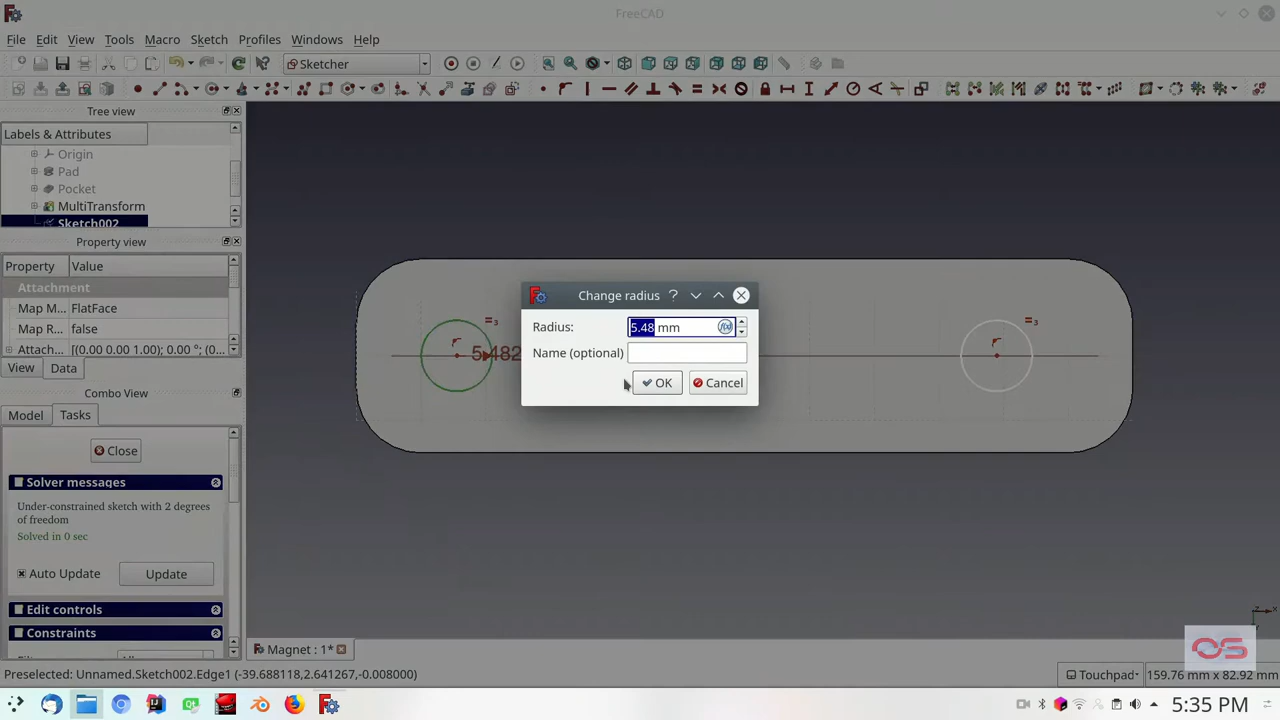 FreeCAD
File Edit View Tools Macro Sketch Profiles Windows Help
Sketcher
Tree view
Labels & Attributes
Origin
Pad
Pocket
MultiTransform
Sketch002
Property view
Property Value
Attachment
Map M... FlatFace
Map R... false
Attach... [(0.00 0.00 1.00); 0.00 °; (0...
View Data
Combo View
Model Tasks
Close
Solver messages
Under-constrained sketch with 2 degrees
of freedom
Solved in 0 sec
Auto Update Update
Edit controls
Constraints
3
5.482
3
Change radius ?
Radius: 5.48 mm
Name (optional)
OK Cancel
Magnet : 1*
Preselected: Unnamed.Sketch002.Edge1 (-39.688118,2.641267,-0.008000)
Touchpad 159.76 mm x 82.92 mm
5:35 PM